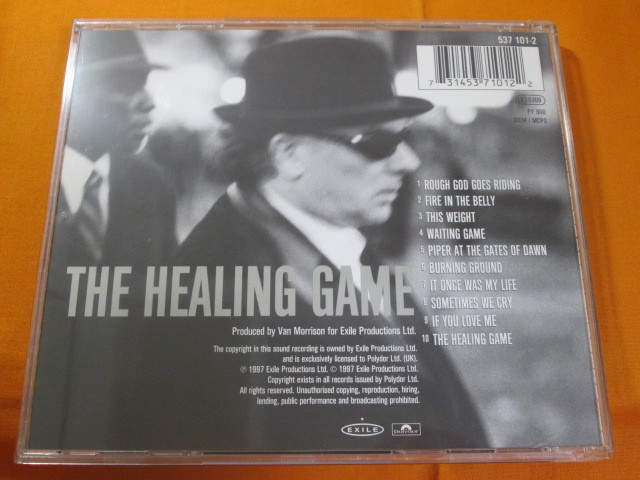 537 101-2
7 31453 71012 2
PY 900
BIEM / MCPS
1 ROUGH GOD GOES RIDING
2 FIRE IN THE BELLY
3 THIS WEIGHT
4 WAITING GAME
5 PIPER AT THE GATES OF DAWN
6 BURNING GROUND
7 IT ONCE WAS MY LIFE
8 SOMETIMES WE CRY
9 IF YOU LOVE ME
10 THE HEALING GAME
THE HEALING GAME
Produced by Van Morrison for Exile Productions Ltd.
The copyright in this sound recording is owned by Exile Productions Ltd.
and is exclusively licensed to Polydor Ltd. (UK).
℗ 1997 Exile Productions Ltd. © 1997 Exile Productions Ltd.
Copyright exists in all records issued by Polydor Ltd.
All rights reserved. Unauthorised copying, reproduction, hiring,
lending, public performance and broadcasting prohibited.
EXILE
Polydor